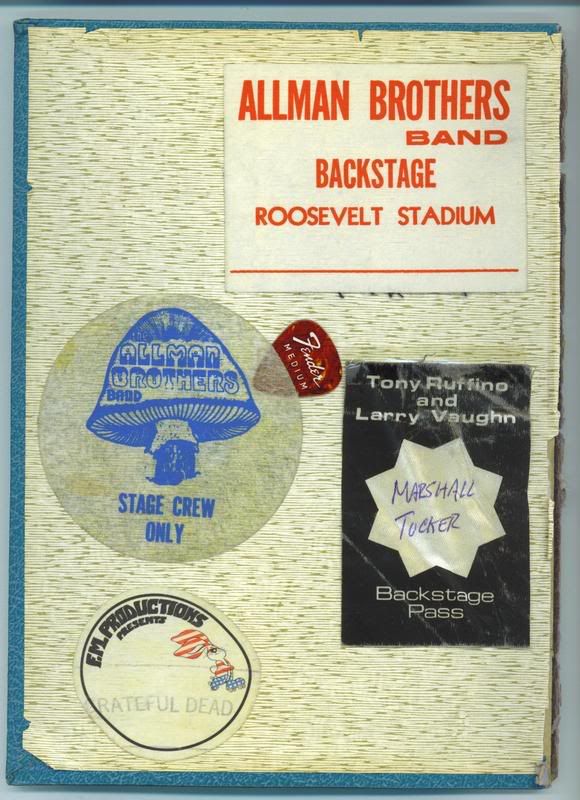 ALLMAN BROTHERS
BAND
BACKSTAGE
ROOSEVELT STADIUM
THE
ALLMAN
BROTHERS
BAND
STAGE CREW
ONLY
Fender
MEDIUM
Tony Ruffino
and
Larry Vaughn
MARSHALL
TUCKER
Backstage
Pass
F.M. PRODUCTIONS
PRESENTS
GRATEFUL DEAD